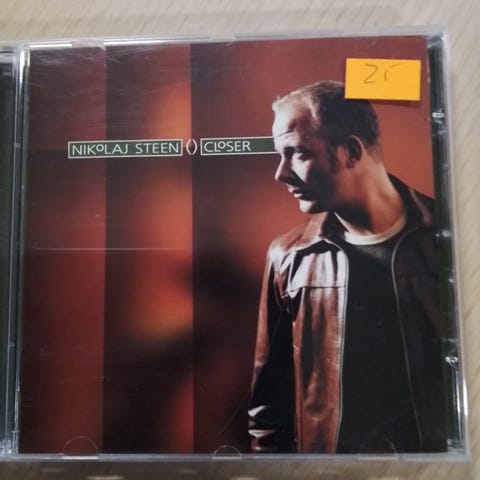 25
NIKOLAJ STEEN () CLOSER